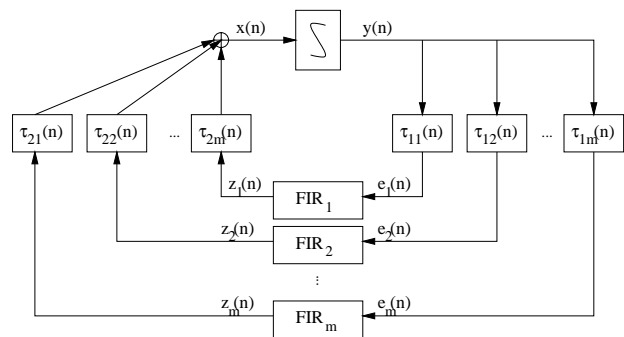 x(n) y(n)
τ21(n) τ22(n) ... τ2m(n) τ11(n) τ12(n) ... τ1m(n)
z1(n) FIR1 e1(n)
z2(n) FIR2 e2(n)
...
zm(n) FIRm em(n)